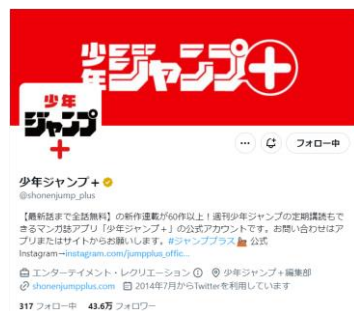 少年ジャンプ+
少年
ジャンプ
+
フォロー中
少年ジャンプ+
@shonenjump_plus
【最新話まで全話無料】の新作連載が60作以上！週刊少年ジャンプの定期購読もで
きるマンガ誌アプリ「少年ジャンプ+」の公式アカウントです。お問い合わせはア
プリまたはサイトからお願いします。#ジャンププラス 公式
Instagram→instagram.com/jumpplus_offic…
エンターテイメント・レクリエーション 少年ジャンプ+編集部
shonenjumpplus.com 2014年7月からTwitterを利用しています
317 フォロー中 43.6万 フォロワー